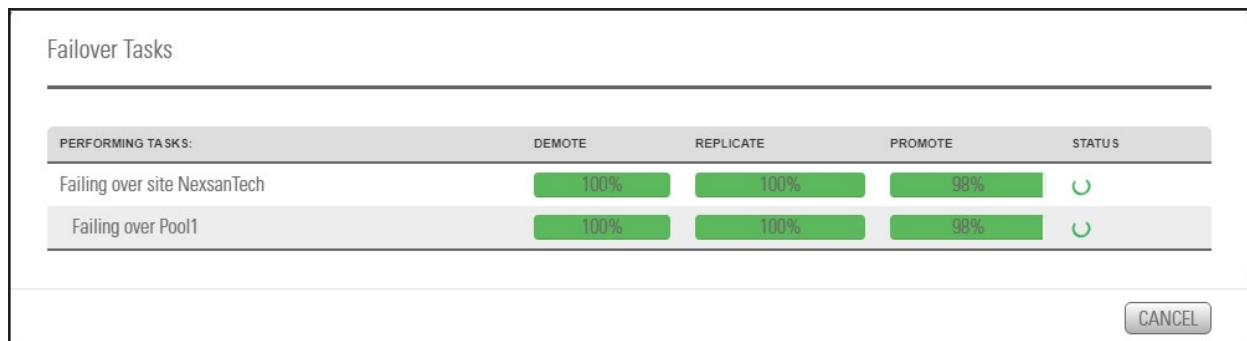 Failover Tasks
PERFORMING TASKS: DEMOTE REPLICATE PROMOTE STATUS
Failing over site NexsanTech 100% 100% 98%
Failing over Pool1 100% 100% 98%
CANCEL